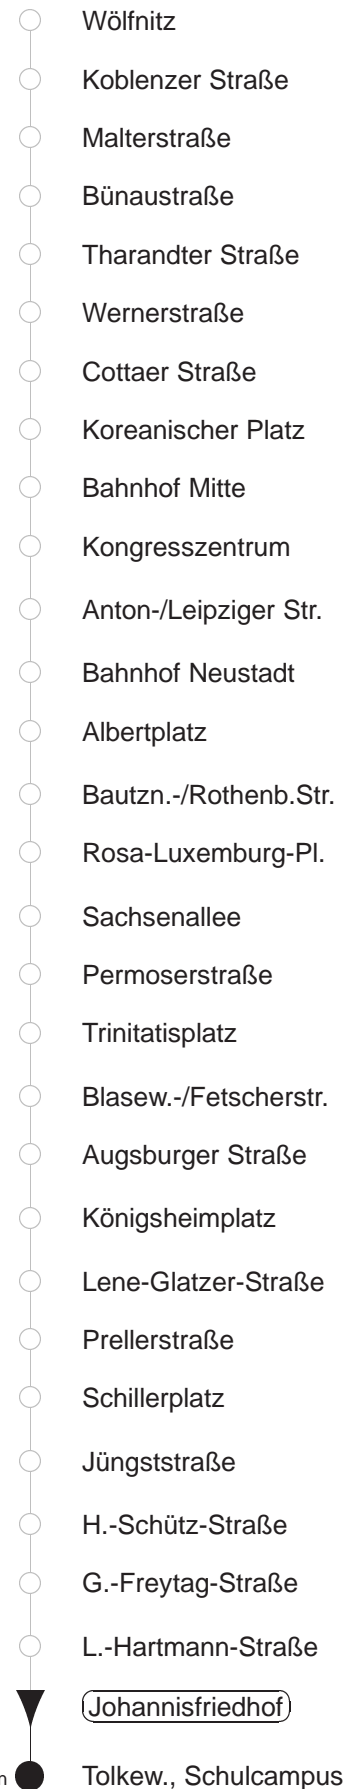 Wölfnitz
Koblenzer Straße
Malterstraße
Bünaustraße
Tharandter Straße
Wernerstraße
Cottaer Straße
Koreanischer Platz
Bahnhof Mitte
Kongresszentrum
Anton-/Leipziger Str.
Bahnhof Neustadt
Albertplatz
Bautzn.-/Rothenb.Str.
Rosa-Luxemburg-Pl.
Sachsenallee
Permoserstraße
Trinitatisplatz
Blasew.-/Fetscherstr.
Augsburger Straße
Königsheimplatz
Lene-Glatzer-Straße
Prellerstraße
Schillerplatz
Jüngststraße
H.-Schütz-Straße
G.-Freytag-Straße
L.-Hartmann-Straße
Johannisfriedhof
Tolkew., Schulcampus